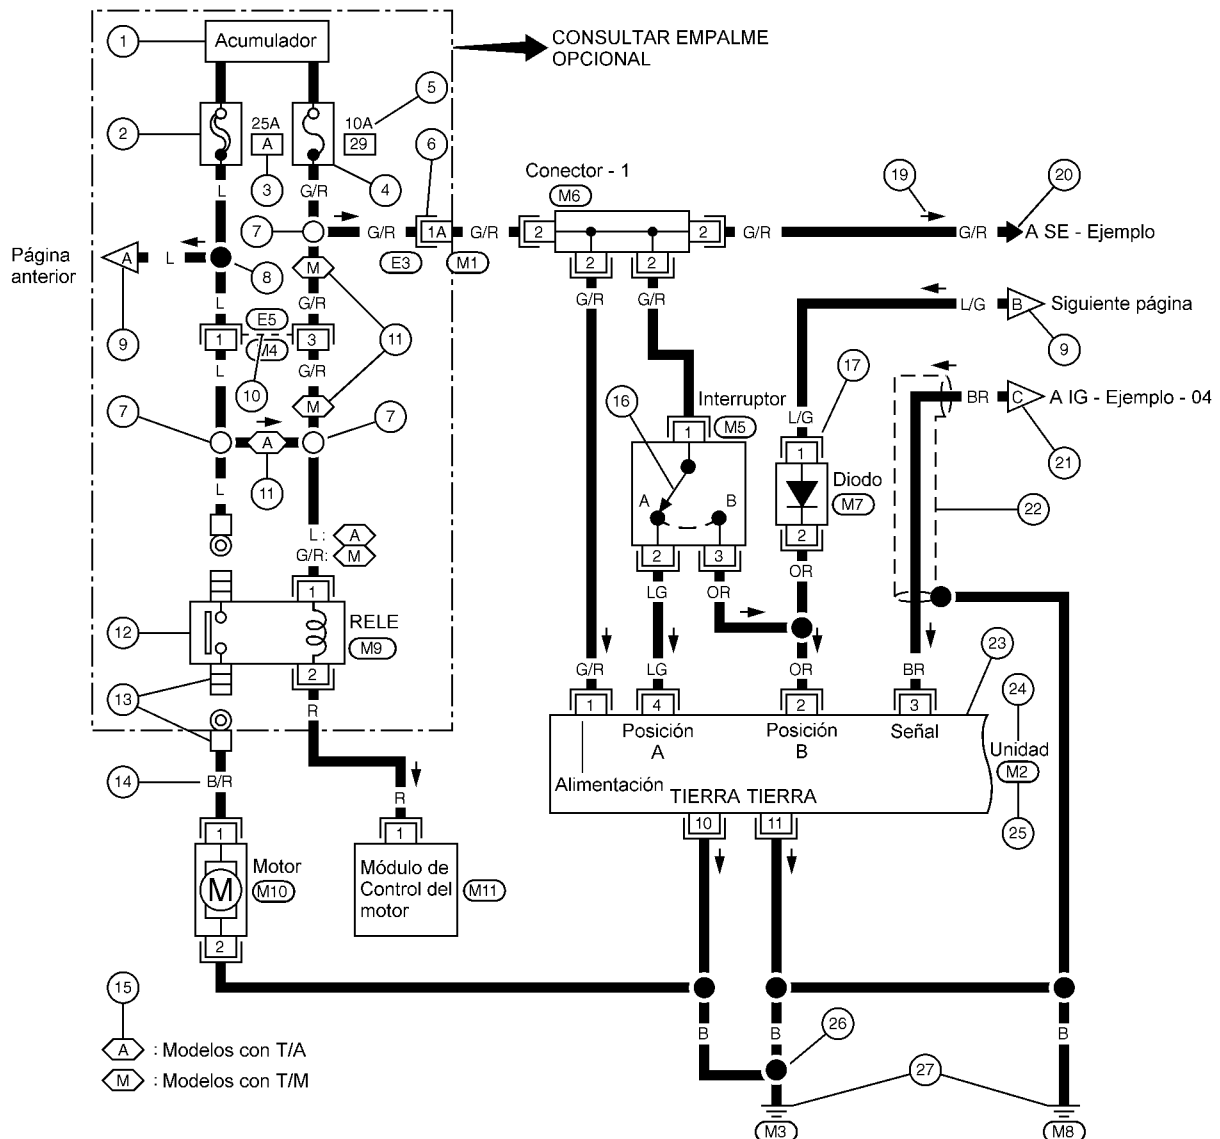 1
Acumulador
CONSULTAR EMPALME
OPCIONAL
5
2
25A
A
10A
29
6
3
4
L
G/R
Conector - 1
M6
19
20
7
G/R
1A
G/R
2
2
G/R
G/R
A SE - Ejemplo
E3
M1
Página
anterior
A
L
8
M
2
2
L
G/R
G/R
G/R
L/G
B
Siguiente página
9
E5
1
3
M4
11
9
10
L
G/R
17
16
Interruptor
M5
BR
C
A IG - Ejemplo - 04
7
M
7
L/G
1
1
A
21
11
L
A
B
Diodo
M7
22
L :
A
G/R:
M
2
3
2
1
LG
OR
OR
12
RELE
M9
2
23
G/R
LG
OR
BR
13
R
1
4
2
3
24
Posición
A
Posición
B
Señal
Unidad
M2
14
B/R
Alimentación
R
TIERRA
TIERRA
10
11
25
1
1
Motor
M10
M
Módulo de
Control del
motor
M11
2
15
26
B
B
B
A
: Modelos con T/A
27
M
: Modelos con T/M
M3
M8